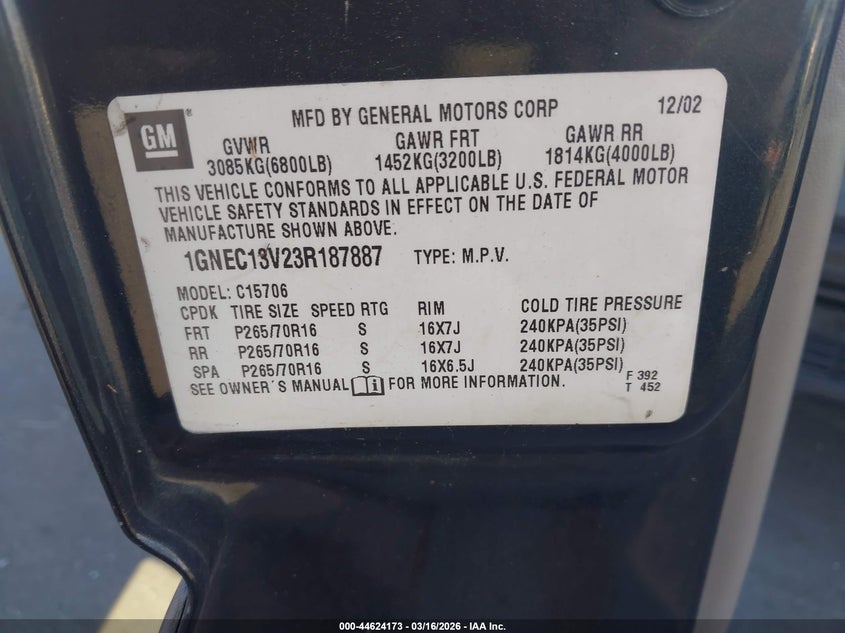 GM
MFD BY GENERAL MOTORS CORP 12/02
GVWR GAWR FRT GAWR RR
3085KG(6800LB) 1452KG(3200LB) 1814KG(4000LB)
THIS VEHICLE CONFORMS TO ALL APPLICABLE U.S. FEDERAL MOTOR
VEHICLE SAFETY STANDARDS IN EFFECT ON THE DATE OF
MANUFACTURE SHOWN ABOVE.
1GNEC13V23R187887 TYPE: M.P.V.
MODEL: C15706
CPDK TIRE SIZE SPEED RTG RIM COLD TIRE PRESSURE
FRT P265/70R16 S 16X7J 240KPA(35PSI)
RR P265/70R16 S 16X7J 240KPA(35PSI)
SPA P265/70R16 S 16X6.5J 240KPA(35PSI)
SEE OWNER'S MANUAL FOR MORE INFORMATION.
F 392
T 452
000-44624173 - 03/16/2026 - IAA Inc.